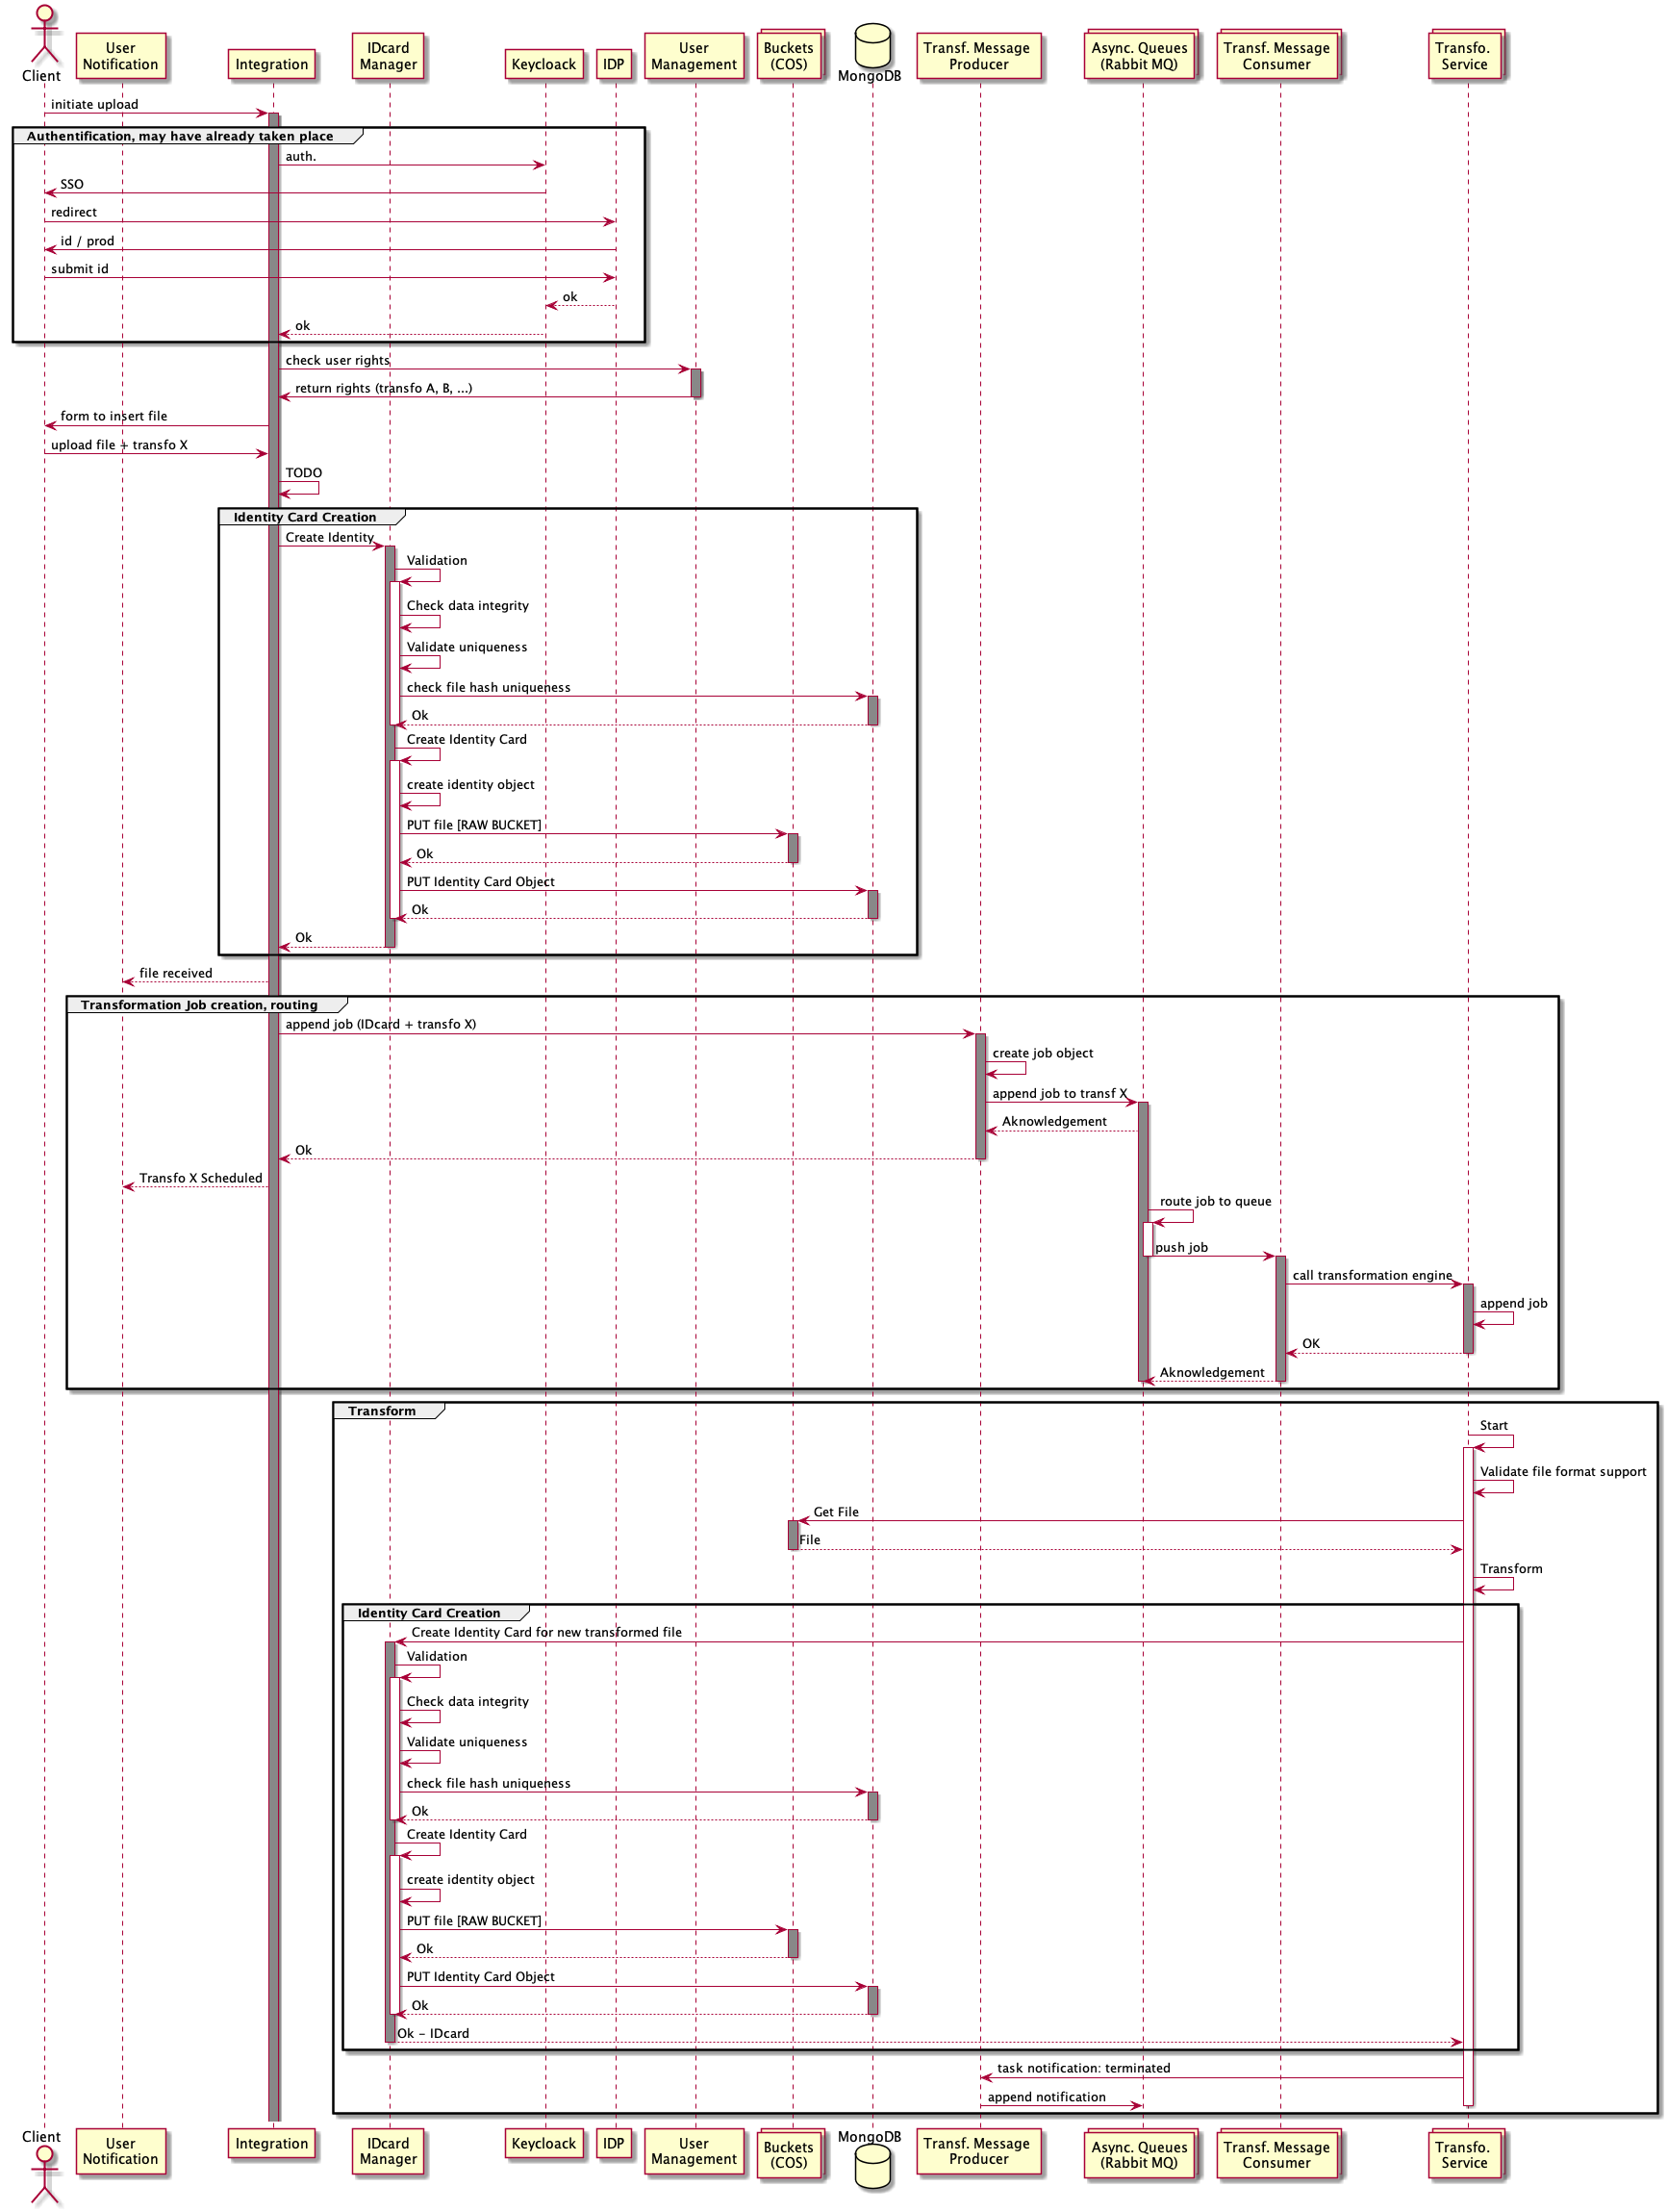 Client
User
Notification
Integration
IDcard
Manager
Keycloack
IDP
User
Management
Buckets
(COS)
MongoDB
Transf. Message
Producer
Async. Queues
(Rabbit MQ)
Transf. Message
Consumer
Transfo.
Service
initiate upload
Authentification, may have already taken place
auth.
SSO
redirect
id / prod
submit id
ok
ok
check user rights
return rights (transfo A, B, ...)
form to insert file
upload file + transfo X
TODO
Identity Card Creation
Create Identity
Validation
Check data integrity
Validate uniqueness
check file hash uniqueness
Ok
Create Identity Card
create identity object
PUT file [RAW BUCKET]
Ok
PUT Identity Card Object
Ok
Ok
file received
Transformation Job creation, routing
append job (IDcard + transfo X)
create job object
append job to transf X
Aknowledgement
Ok
Transfo X Scheduled
route job to queue
push job
call transformation engine
append job
OK
Aknowledgement
Transform
Start
Validate file format support
Get File
File
Transform
Identity Card Creation
Create Identity Card for new transformed file
Validation
Check data integrity
Validate uniqueness
check file hash uniqueness
Ok
Create Identity Card
create identity object
PUT file [RAW BUCKET]
Ok
PUT Identity Card Object
Ok
Ok - IDcard
task notification: terminated
append notification
Client
User
Notification
Integration
IDcard
Manager
Keycloack
IDP
User
Management
Buckets
(COS)
MongoDB
Transf. Message
Producer
Async. Queues
(Rabbit MQ)
Transf. Message
Consumer
Transfo.
Service